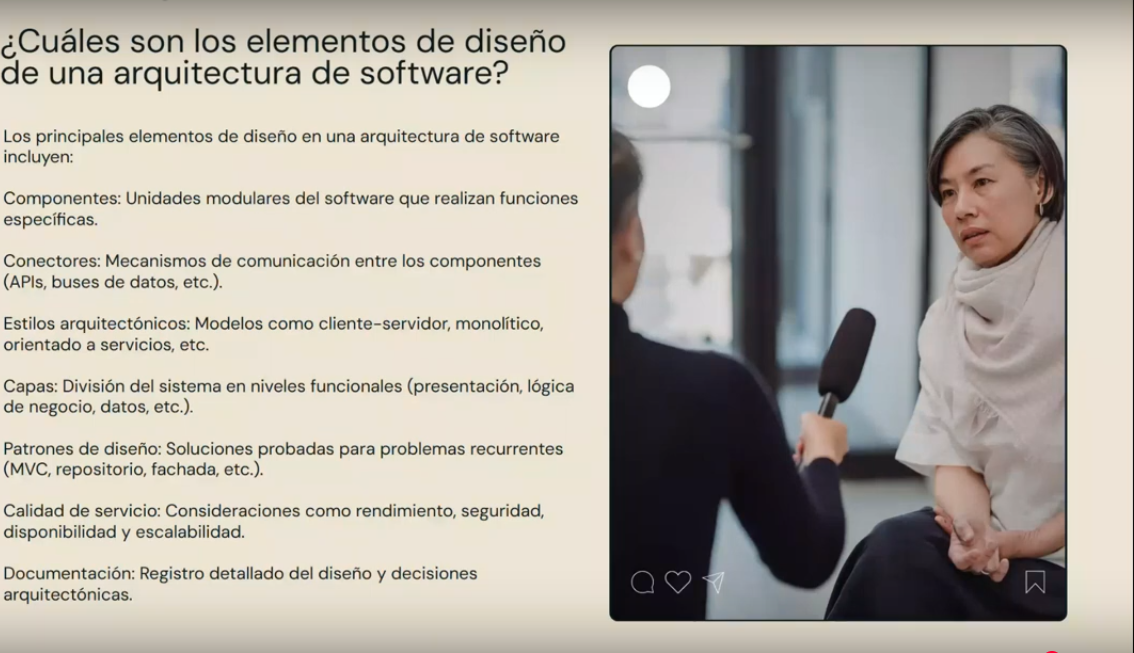 ¿Cuáles son los elementos de diseño
de una arquitectura de software?
Los principales elementos de diseño en una arquitectura de software
incluyen:
Componentes: Unidades modulares del software que realizan funciones
específicas.
Conectores: Mecanismos de comunicación entre los componentes
(APIs, buses de datos, etc.).
Estilos arquitectónicos: Modelos como cliente-servidor, monolítico,
orientado a servicios, etc.
Capas: División del sistema en niveles funcionales (presentación, lógica
de negocio, datos, etc.).
Patrones de diseño: Soluciones probadas para problemas recurrentes
(MVC, repositorio, fachada, etc.).
Calidad de servicio: Consideraciones como rendimiento, seguridad,
disponibilidad y escalabilidad.
Documentación: Registro detallado del diseño y decisiones
arquitectónicas.